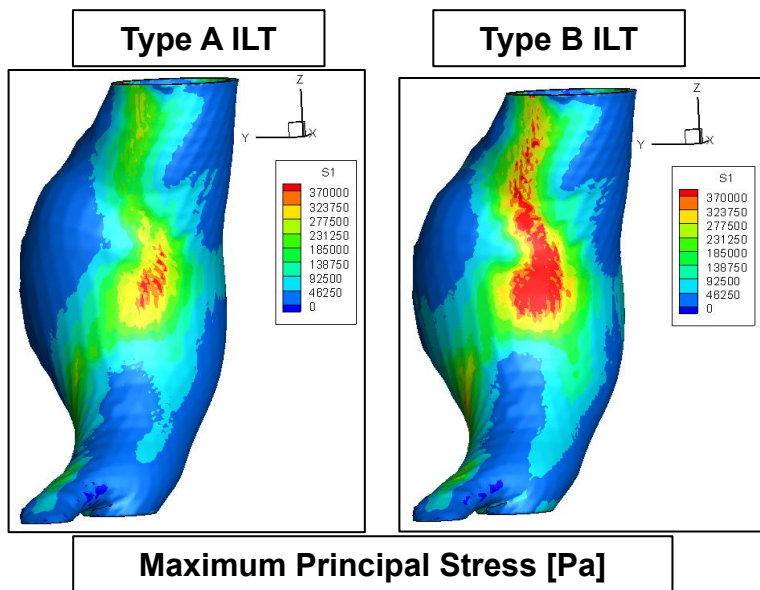 Type A ILT
Type B ILT
Z
Y
X
S1
370000
323750
277500
231250
185000
138750
92500
46250
0
Z
Y
X
S1
370000
323750
277500
231250
185000
138750
92500
46250
0
Maximum Principal Stress [Pa]